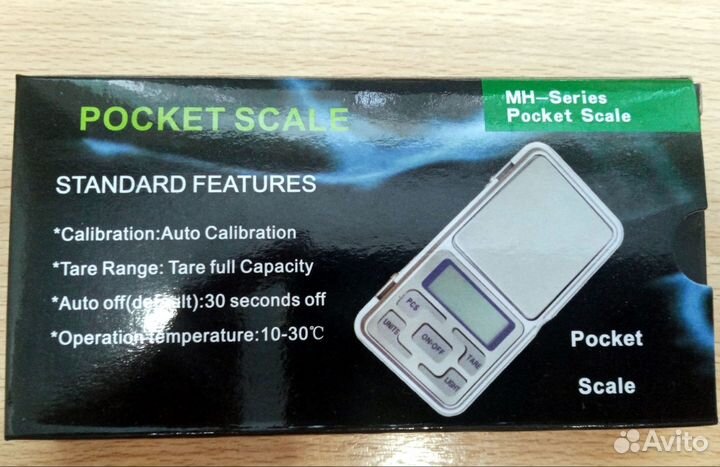 POCKET SCALE
MH-Series
Pocket Scale
STANDARD FEATURES
*Calibration:Auto Calibration
*Tare Range: Tare full Capacity
*Auto off(default):30 seconds off
*Operation temperature:10-30℃
PCS
UNITS
ON-OFF
TARE
LIGHT
Pocket
Scale
Avito